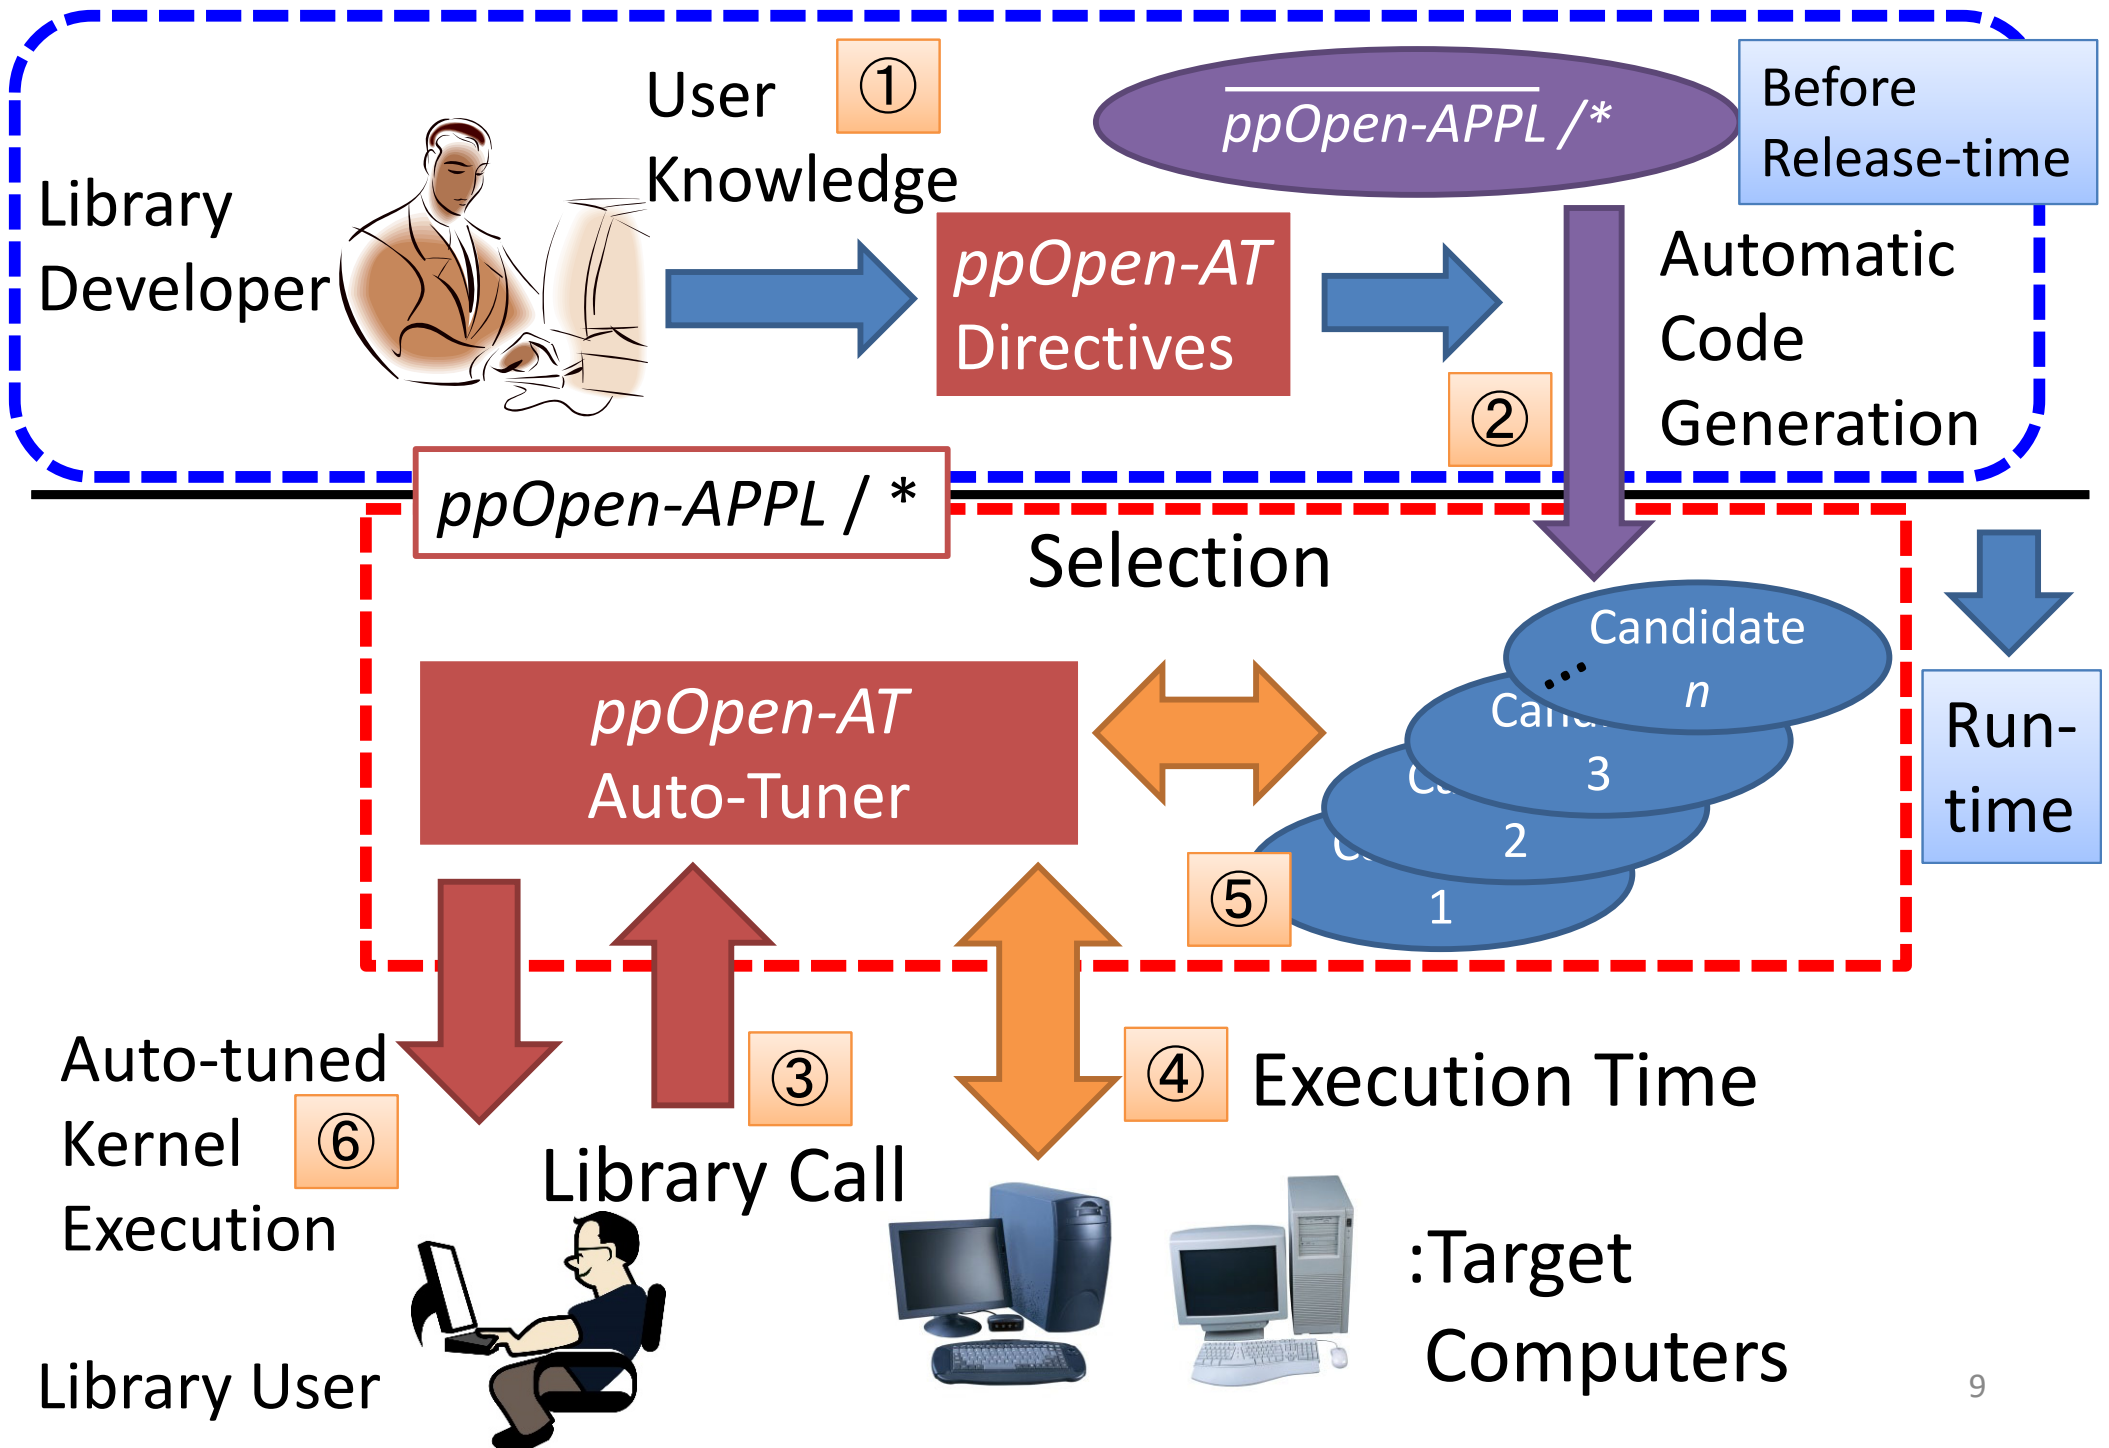 User ①
Knowledge
ppOpen-APPL /*
Before
Release-time
Library
Developer
ppOpen-AT
Directives
Automatic
Code
Generation
②
ppOpen-APPL / *
Selection
Candidate
n
3
2
1
ppOpen-AT
Auto-Tuner
Run-
time
⑤
Auto-tuned
Kernel ⑥
Execution
③
Library Call
④ Execution Time
:Target
Computers
Library User
9